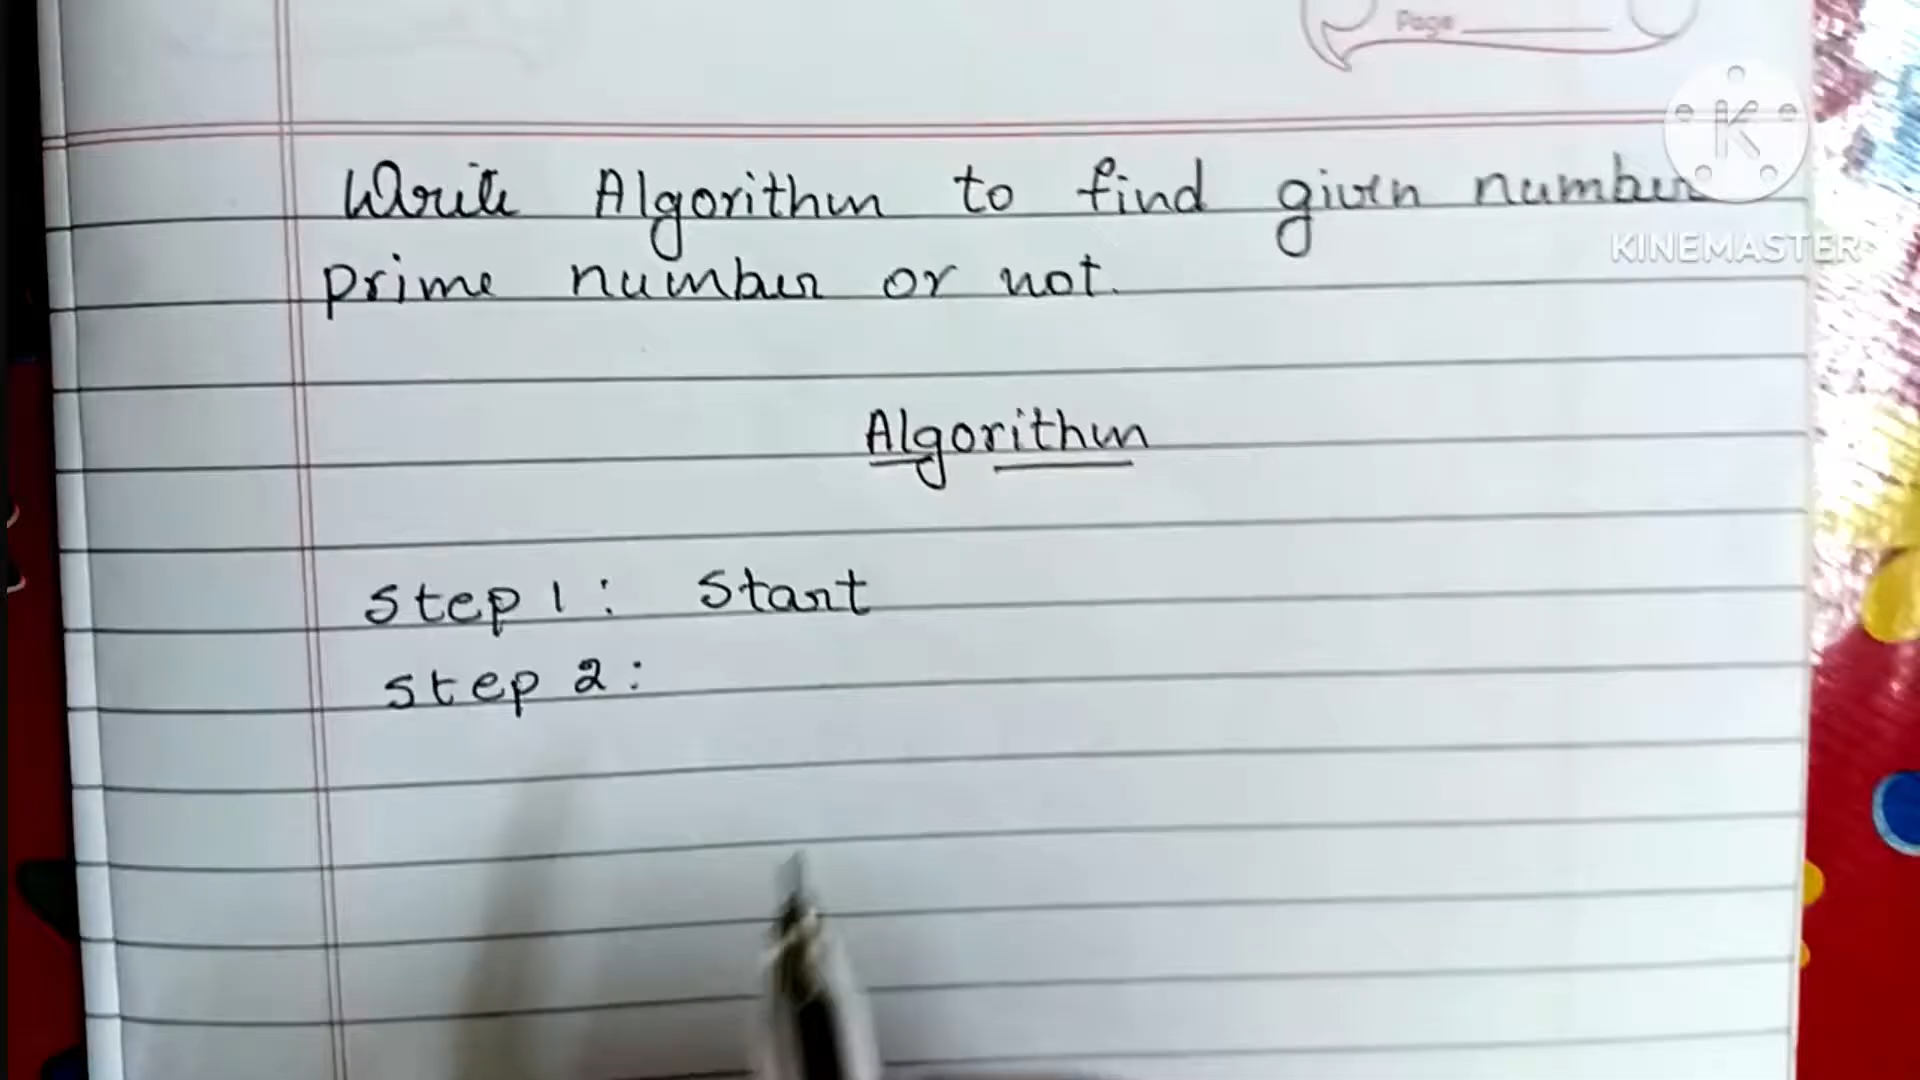 Page
Write Algorithm to find given number
KINEMASTER
prime number or not.
Algorithm
Step 1: Start
Step 2: